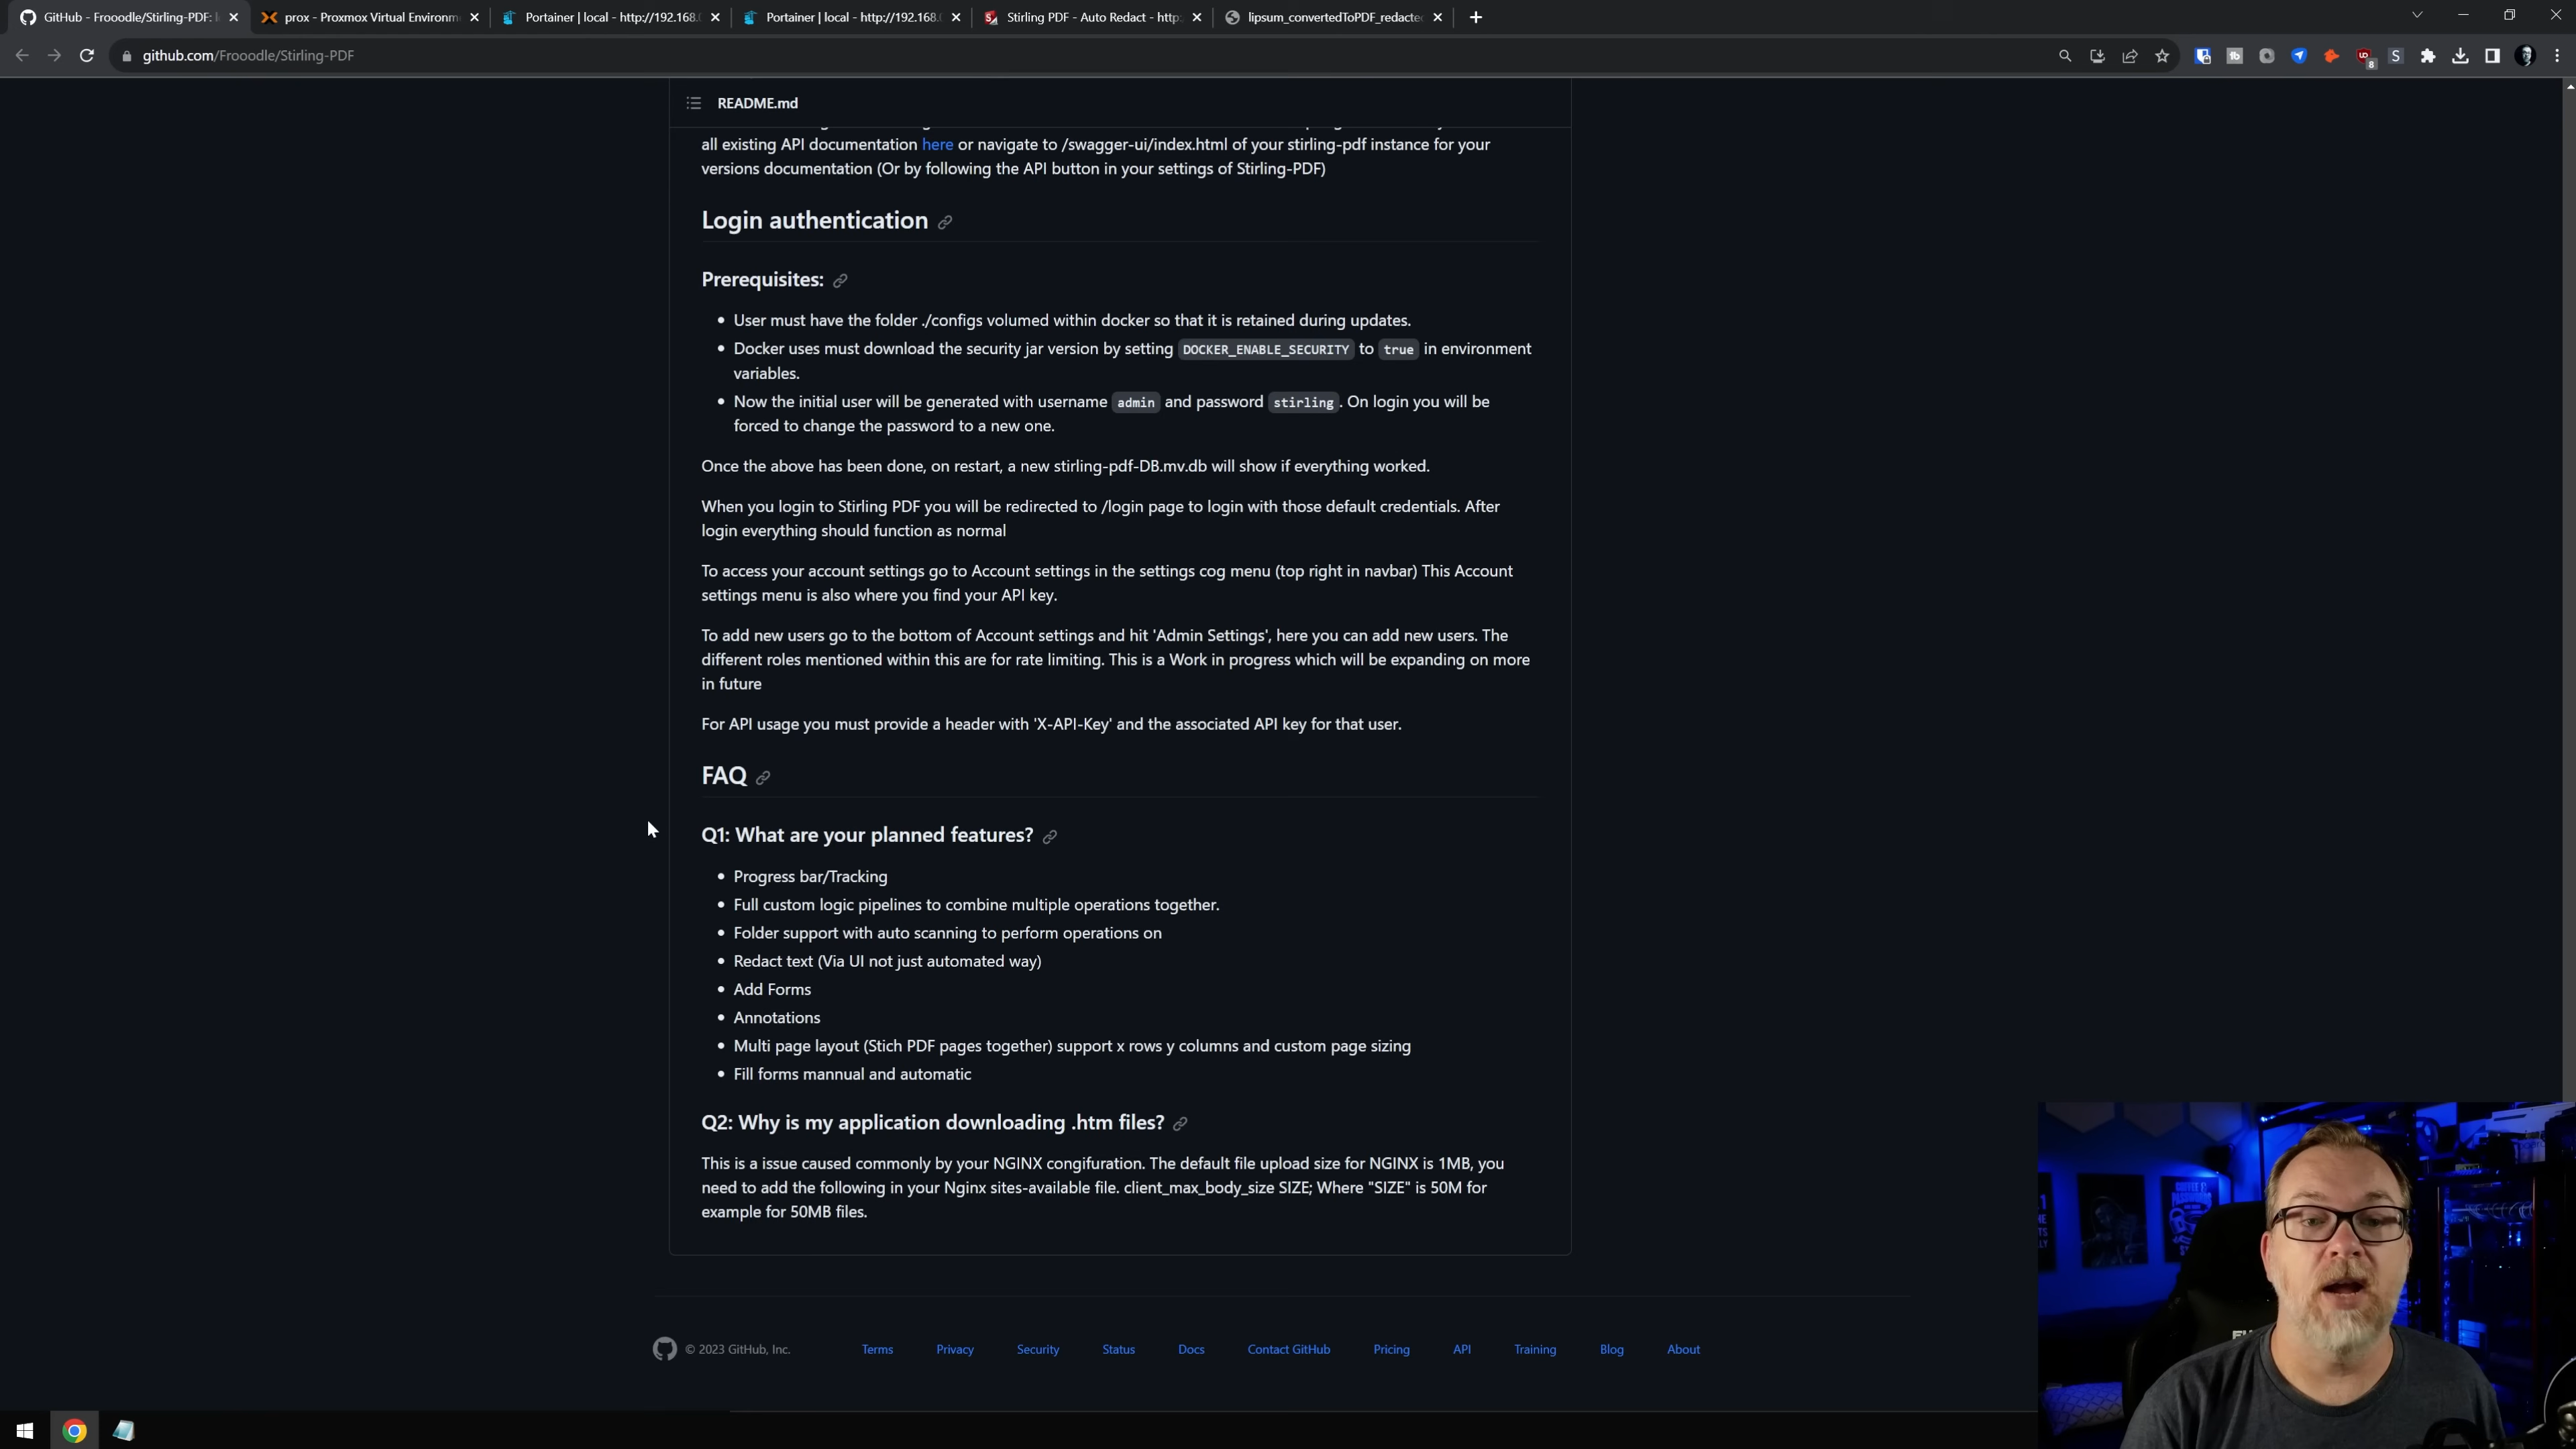 GitHub - Frooodle/Stirling-PDF: l
prox - Proxmox Virtual Environm
Portainer | local - http://192.168.
Portainer | local - http://192.168.
Stirling PDF - Auto Redact - http:
lipsum_convertedToPDF_redacte
github.com/Frooodle/Stirling-PDF
README.md
all existing API documentation here or navigate to /swagger-ui/index.html of your stirling-pdf instance for your
versions documentation (Or by following the API button in your settings of Stirling-PDF)
Login authentication
Prerequisites:
• User must have the folder ./configs volumed within docker so that it is retained during updates.
• Docker uses must download the security jar version by setting DOCKER_ENABLE_SECURITY to true in environment
variables.
• Now the initial user will be generated with username admin and password stirling. On login you will be
forced to change the password to a new one.
Once the above has been done, on restart, a new stirling-pdf-DB.mv.db will show if everything worked.
When you login to Stirling PDF you will be redirected to /login page to login with those default credentials. After
login everything should function as normal
To access your account settings go to Account settings in the settings cog menu (top right in navbar) This Account
settings menu is also where you find your API key.
To add new users go to the bottom of Account settings and hit 'Admin Settings', here you can add new users. The
different roles mentioned within this are for rate limiting. This is a Work in progress which will be expanding on more
in future
For API usage you must provide a header with 'X-API-Key' and the associated API key for that user.
FAQ
Q1: What are your planned features?
• Progress bar/Tracking
• Full custom logic pipelines to combine multiple operations together.
• Folder support with auto scanning to perform operations on
• Redact text (Via UI not just automated way)
• Add Forms
• Annotations
• Multi page layout (Stich PDF pages together) support x rows y columns and custom page sizing
• Fill forms mannual and automatic
Q2: Why is my application downloading .htm files?
This is a issue caused commonly by your NGINX congifuration. The default file upload size for NGINX is 1MB, you
need to add the following in your Nginx sites-available file. client_max_body_size SIZE; Where "SIZE" is 50M for
example for 50MB files.
© 2023 GitHub, Inc. Terms Privacy Security Status Docs Contact GitHub Pricing API Training Blog About